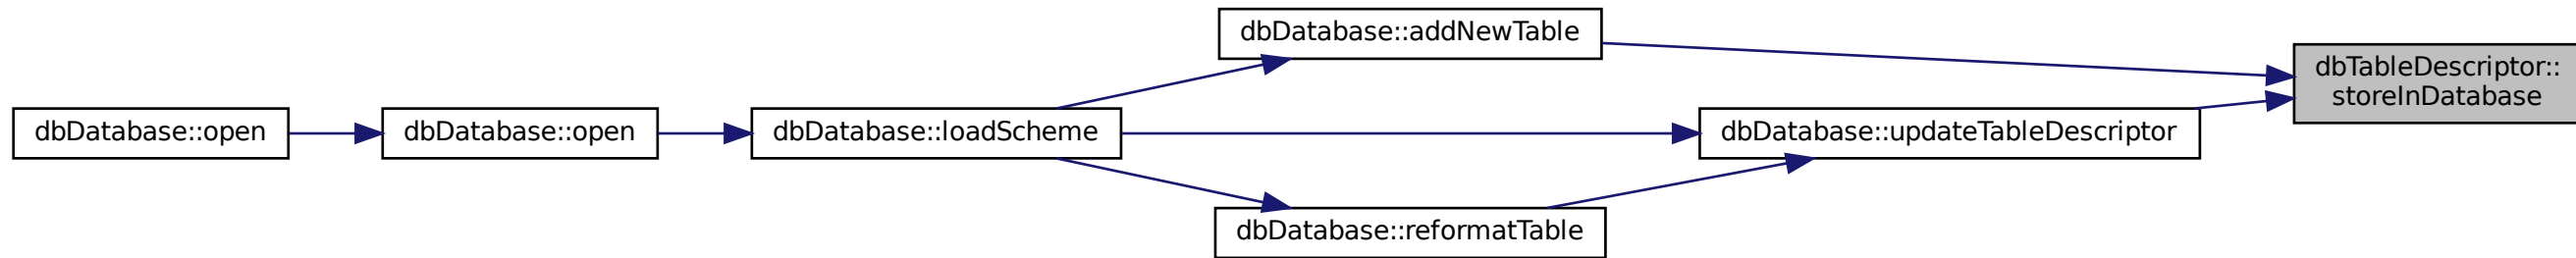 dbDatabase::addNewTable
dbTableDescriptor::
storeInDatabase
dbDatabase::open
dbDatabase::open
dbDatabase::loadScheme
dbDatabase::updateTableDescriptor
dbDatabase::reformatTable